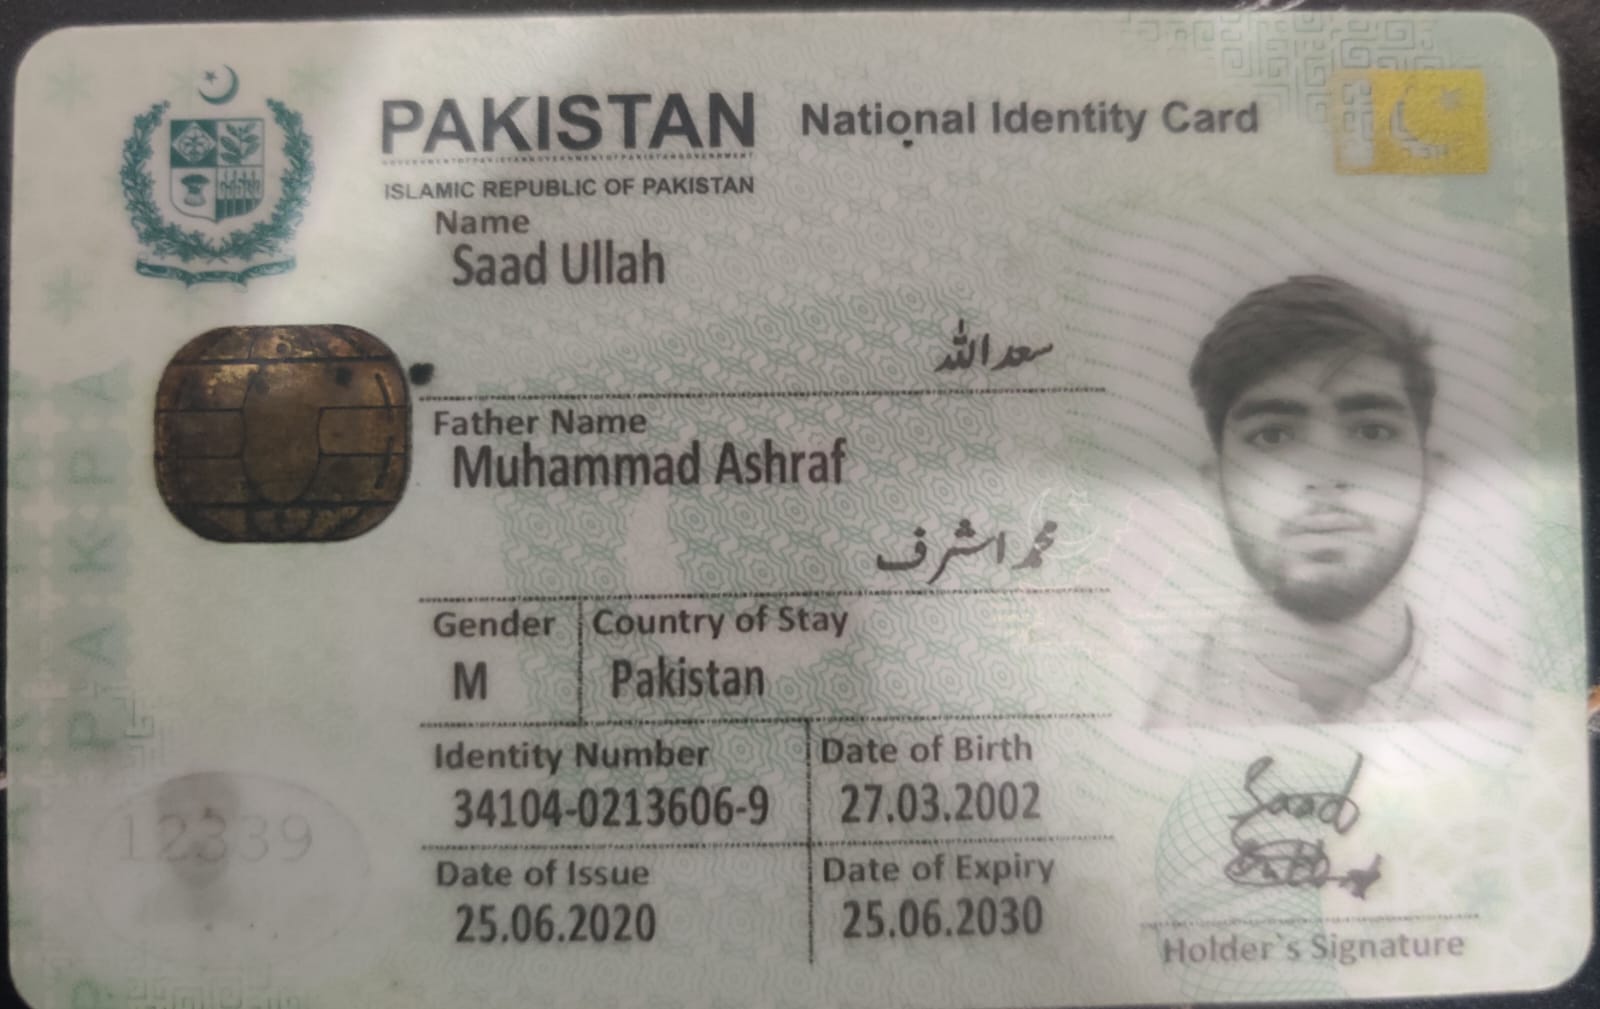 PAKISTAN National Identity Card
ISLAMIC REPUBLIC OF PAKISTAN
Name
Saad Ullah
سعد اللہ
Father Name
Muhammad Ashraf
محمد اشرف
Gender Country of Stay
M Pakistan
Identity Number Date of Birth
34104-0213606-9 27.03.2002
Date of Issue Date of Expiry
25.06.2020 25.06.2030
Saad
Holder`s Signature
12339